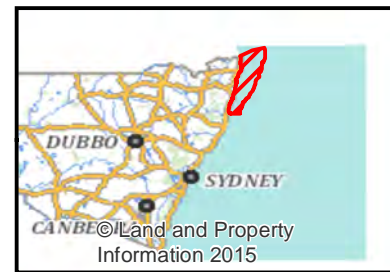 DUBBO
SYDNEY
CANBE
© Land and Property
Information 2015